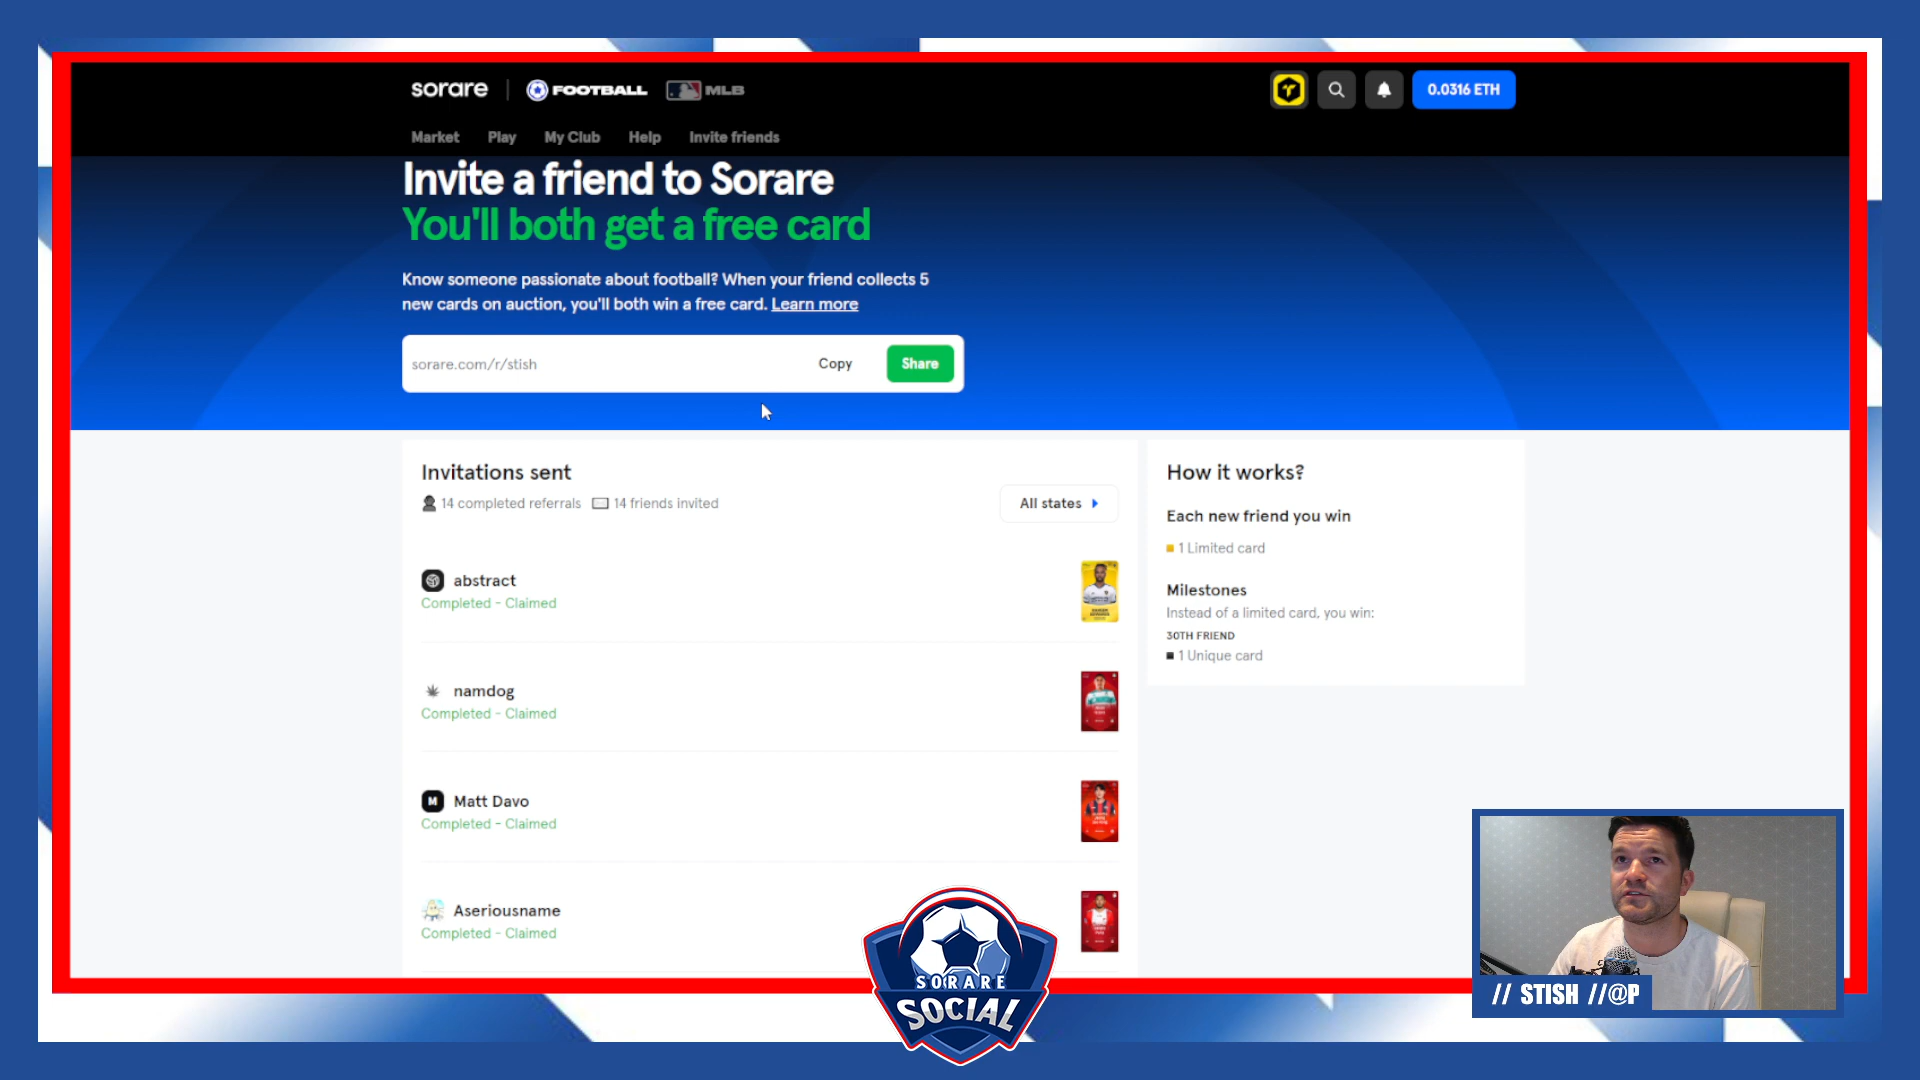 sorare
FOOTBALL
MLB
0.0316 ETH
Market
Play
My Club
Help
Invite friends
Invite a friend to Sorare
You'll both get a free card
Know someone passionate about football? When your friend collects 5
new cards on auction, you'll both win a free card. Learn more
sorare.com/r/stish
Copy
Share
Invitations sent
14 completed referrals
14 friends invited
All states
abstract
Completed - Claimed
namdog
Completed - Claimed
M
Matt Davo
Completed - Claimed
Aseriousname
Completed - Claimed
How it works?
Each new friend you win
1 Limited card
Milestones
Instead of a limited card, you win:
30TH FRIEND
1 Unique card
SORARE
SOCIAL
// STISH //@P